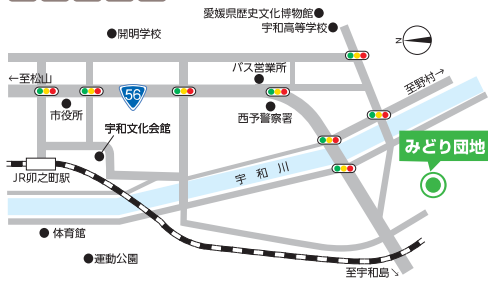 愛媛県歴史文化博物館
宇和高等学校
開明学校
N
バス営業所
←至松山
56
至野村→
市役所
西予警察署
宇和文化会館
みどり団地
JR卯之町駅
宇和川
体育館
運動公園
至宇和島↘